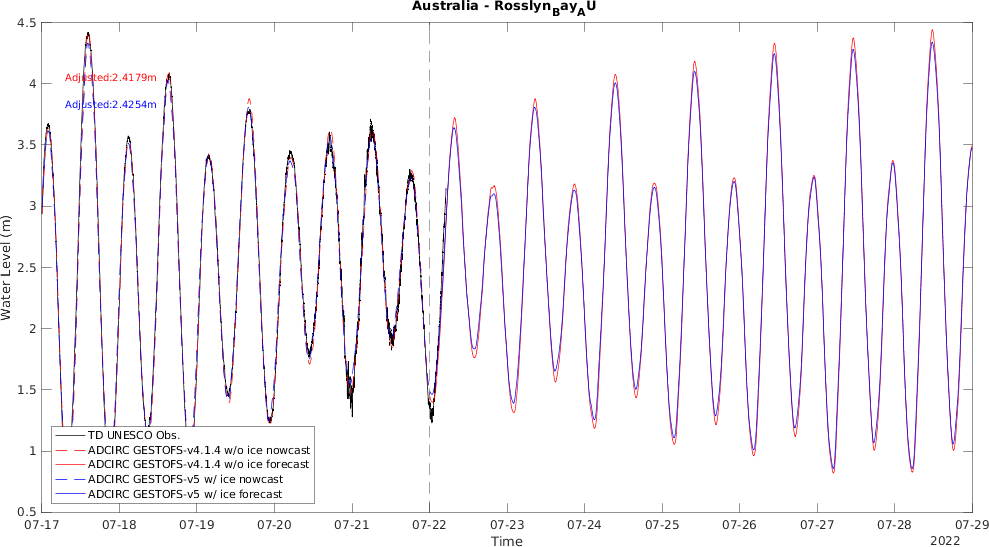 Australia - Rosslyn_Bay_AU
4.5
4
3.5
3
2.5
2
1.5
1
0.5
Water Level (m)
Adjusted:2.4179m
Adjusted:2.4254m
TD UNESCO Obs.
ADCIRC GESTOFS-v4.1.4 w/o ice nowcast
ADCIRC GESTOFS-v4.1.4 w/o ice forecast
ADCIRC GESTOFS-v5 w/ ice nowcast
ADCIRC GESTOFS-v5 w/ ice forecast
07-17 07-18 07-19 07-20 07-21 07-22 07-23 07-24 07-25 07-26 07-27 07-28 07-29
Time
2022